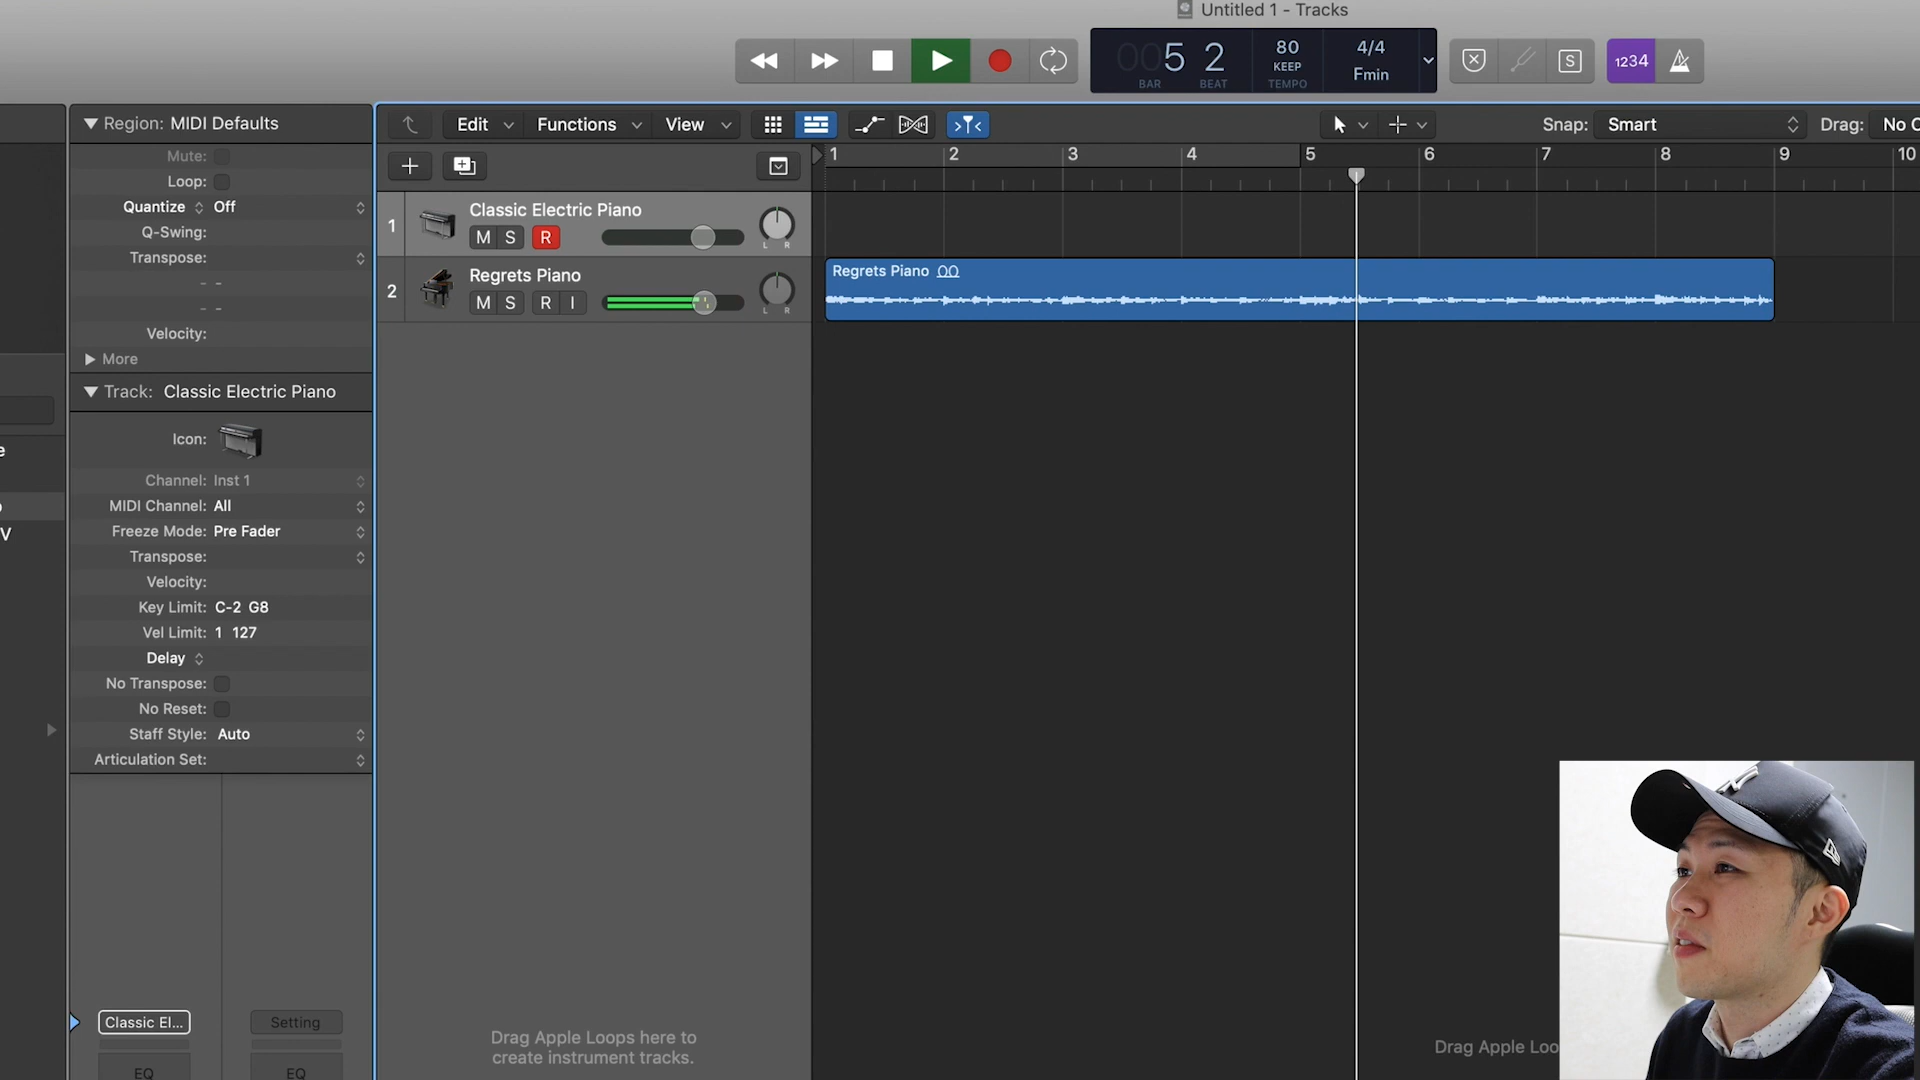 Untitled 1 - Tracks
005 2 80 4/4
KEEP Fmin
BAR BEAT TEMPO
S 1234
Region: MIDI Defaults
Edit Functions View
Snap: Smart Drag: No
Mute:
Loop:
Quantize Off
Q-Swing:
Transpose:
Velocity:
More
1 2 3 4 5 6 7 8 9 10
1 Classic Electric Piano
M S R
L R
2 Regrets Piano
M S R I
L R
Regrets Piano
Track: Classic Electric Piano
Icon:
Channel: Inst 1
MIDI Channel: All
Freeze Mode: Pre Fader
Transpose:
Velocity:
Key Limit: C-2 G8
Vel Limit: 1 127
Delay
No Transpose:
No Reset:
Staff Style: Auto
Articulation Set:
Classic El... Setting
EQ EQ
Drag Apple Loops here to
create instrument tracks.
Drag Apple Loo